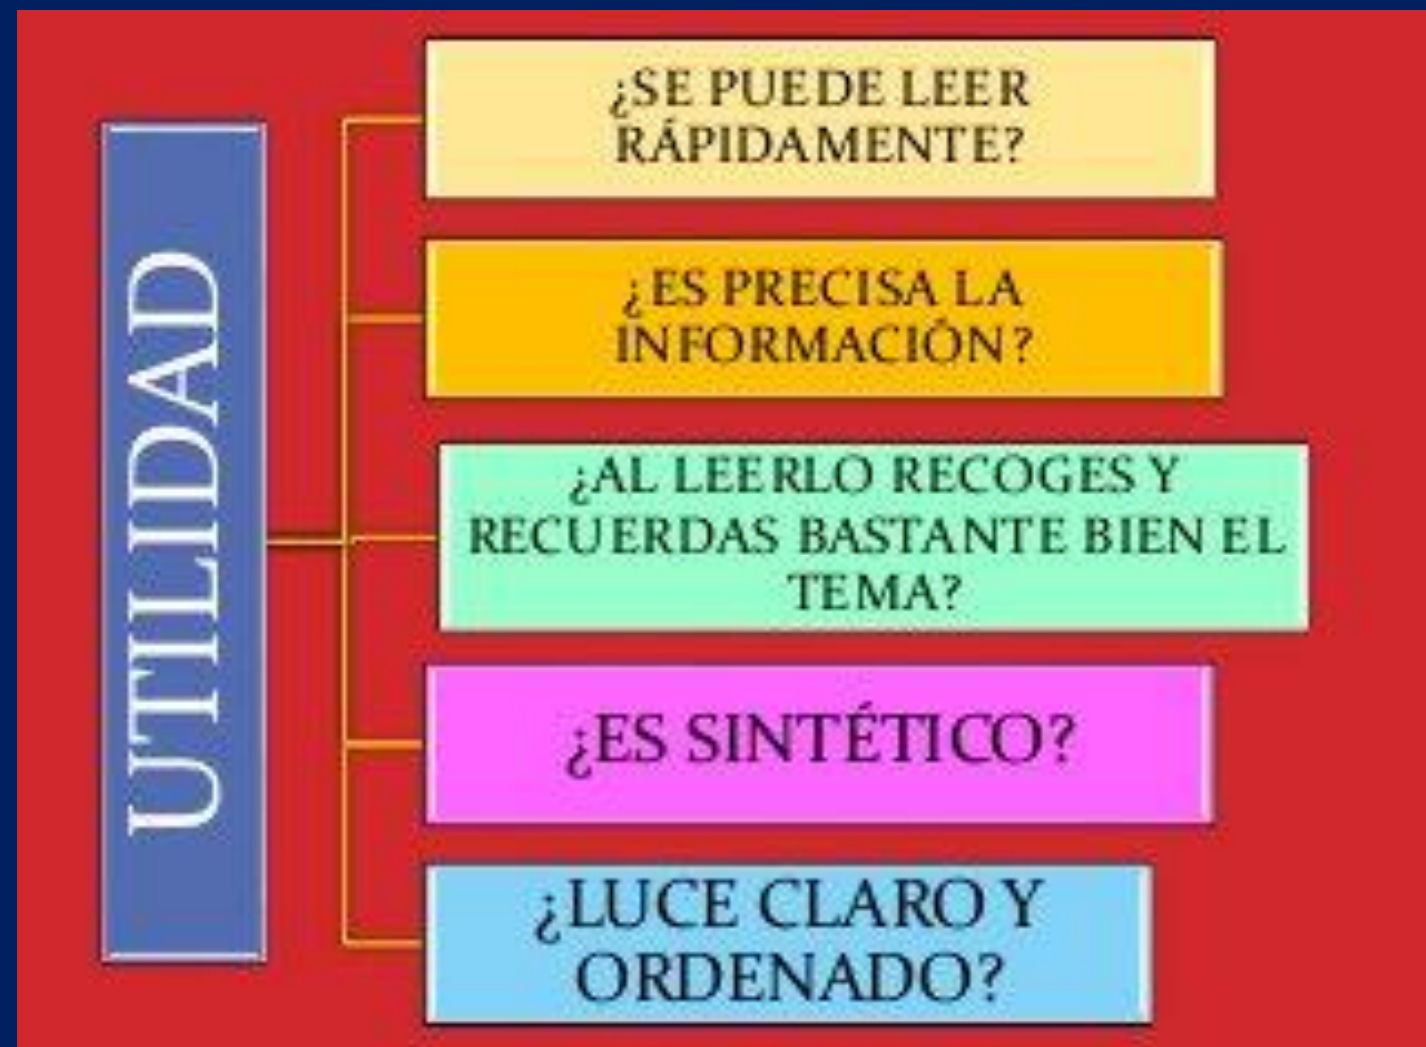 UTILIDAD
¿SE PUEDE LEER
RÁPIDAMENTE?
¿ES PRECISA LA
INFORMACIÓN?
¿AL LEERLO RECOGES Y
RECUERDAS BASTANTE BIEN EL
TEMA?
¿ES SINTÉTICO?
¿LUCE CLARO Y
ORDENADO?